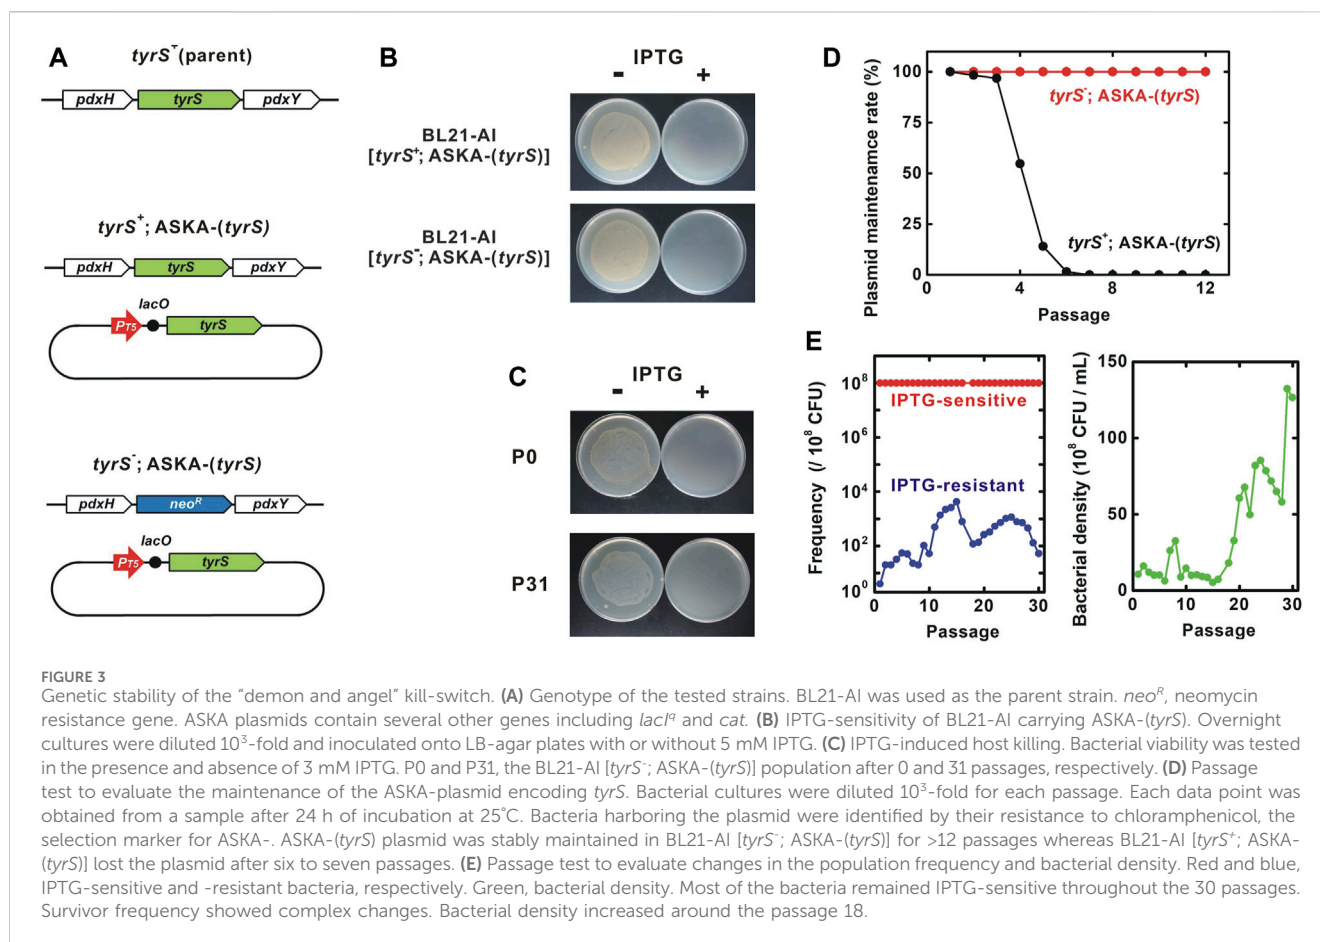 A
tyrS+(parent)
pdxH tyrS pdxY
tyrS+; ASKA-(tyrS)
pdxH tyrS pdxY
lacO
PT5 tyrS
tyrS-; ASKA-(tyrS)
pdxH neoR pdxY
lacO
PT5 tyrS
B
IPTG
- +
BL21-AI
[tyrS+; ASKA-(tyrS)]
BL21-AI
[tyrS-; ASKA-(tyrS)]
C
IPTG
- +
P0
P31
D
Plasmid maintenamce rate (%)
100
75
50
25
0
0 4 8 12
Passage
tyrS-; ASKA-(tyrS)
tyrS+; ASKA-(tyrS)
E
Frequency (/ 10^8 CFU)
10^8
10^6
10^4
10^2
10^0
0 10 20 30
Passage
IPTG-sensitive
IPTG-resistant
Bacterial density (10^8 CFU / mL)
150
100
50
0
0 10 20 30
Passage
FIGURE 3
Genetic stability of the "demon and angel" kill-switch. (A) Genotype of the tested strains. BL21-AI was used as the parent strain. neoR, neomycin
resistance gene. ASKA plasmids contain several other genes including lacIq and cat. (B) IPTG-sensitivity of BL21-AI carrying ASKA-(tyrS). Overnight
cultures were diluted 10^3-fold and inoculated onto LB-agar plates with or without 5 mM IPTG. (C) IPTG-induced host killing. Bacterial viability was tested
in the presence and absence of 3 mM IPTG. P0 and P31, the BL21-AI [tyrS-; ASKA-(tyrS)] population after 0 and 31 passages, respectively. (D) Passage
test to evaluate the maintenance of the ASKA-plasmid encoding tyrS. Bacterial cultures were diluted 10^3-fold for each passage. Each data point was
obtained from a sample after 24 h of incubation at 25°C. Bacteria harboring the plasmid were identified by their resistance to chloramphenicol, the
selection marker for ASKA-. ASKA-(tyrS) plasmid was stably maintained in BL21-AI [tyrS-; ASKA-(tyrS)] for >12 passages whereas BL21-AI [tyrS+; ASKA-
(tyrS)] lost the plasmid after six to seven passages. (E) Passage test to evaluate changes in the population frequency and bacterial density. Red and blue,
IPTG-sensitive and -resistant bacteria, respectively. Green, bacterial density. Most of the bacteria remained IPTG-sensitive throughout the 30 passages.
Survivor frequency showed complex changes. Bacterial density increased around the passage 18.